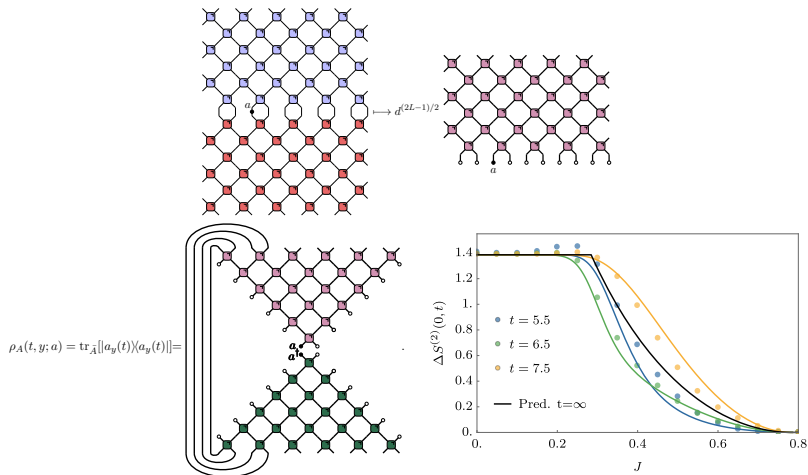 a
⟼ d^{(2L−1)/2}
a
ρ_A(t, y; a) = tr_Ā[|a_y(t)⟩⟨a_y(t)|] =
a
a†
.
ΔS^{(2)}(0, t)
1.4
1.2
1.
0.8
0.6
0.4
0.2
0.
t = 5.5
t = 6.5
t = 7.5
Pred. t=∞
0. 0.2 0.4 0.6 0.8
J